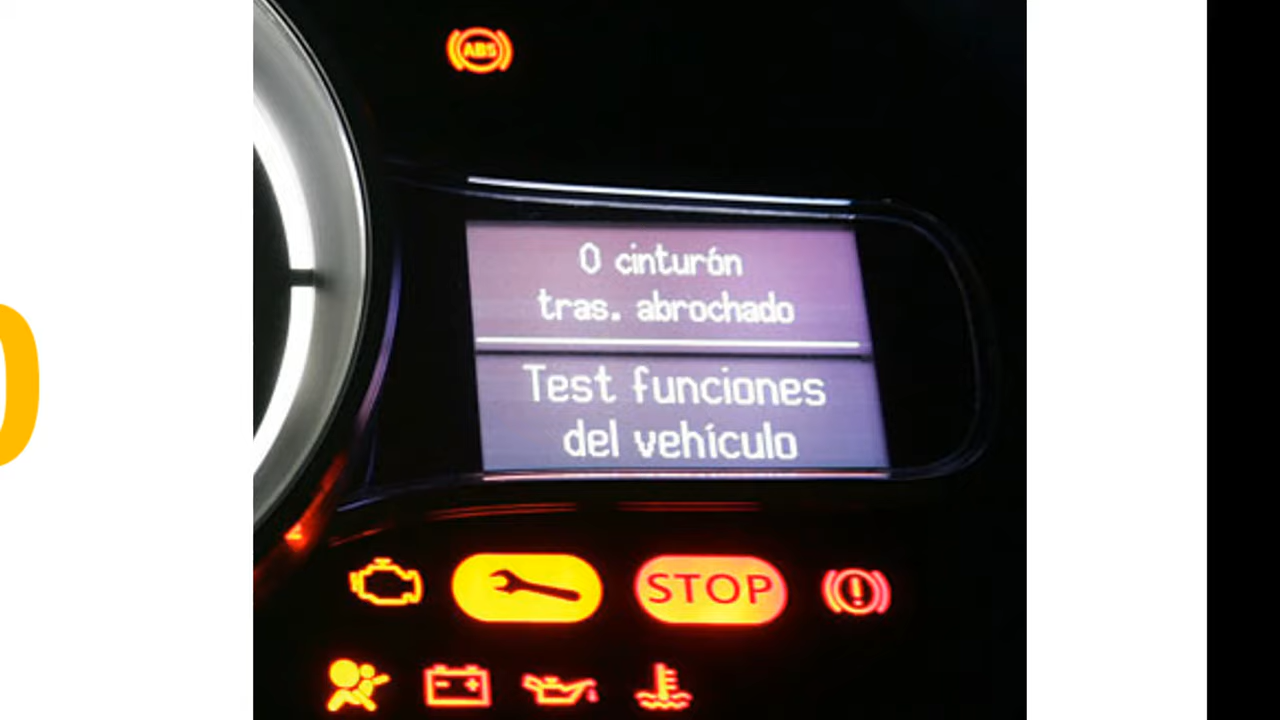 ABS
0 cinturón
tras. abrochado
Test funciones
del vehículo
STOP